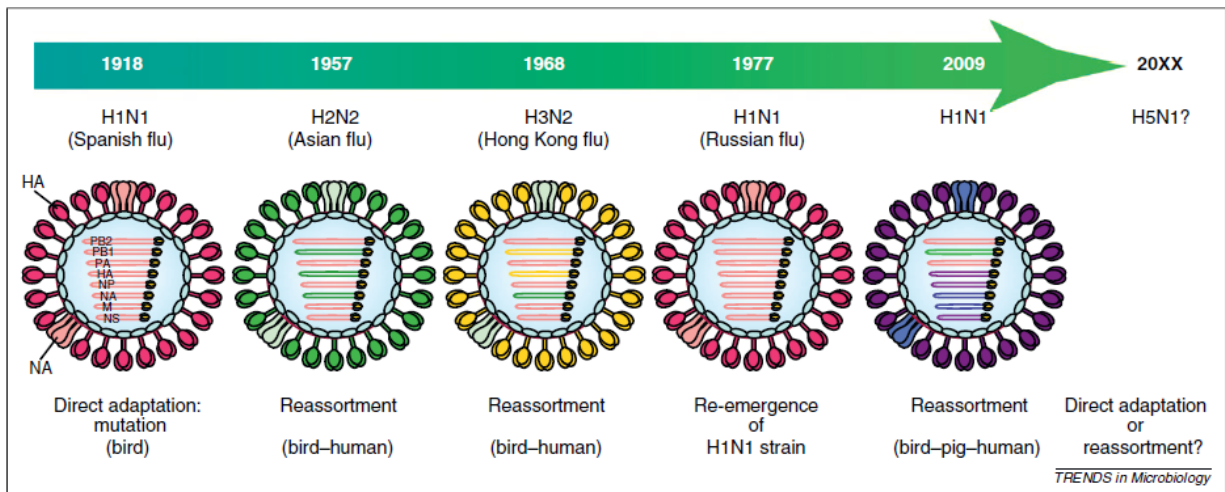 1918 1957 1968 1977 2009 20XX
H1N1 H2N2 H3N2 H1N1 H1N1 H5N1?
(Spanish flu) (Asian flu) (Hong Kong flu) (Russian flu)
HA
PB2
PB1
PA
HA
NP
NA
M
NS
NA
Direct adaptation: Reassortment Reassortment Re-emergence Reassortment Direct adaptation
mutation of or
(bird) (bird–human) (bird–human) H1N1 strain (bird–pig–human) reassortment?
TRENDS in Microbiology